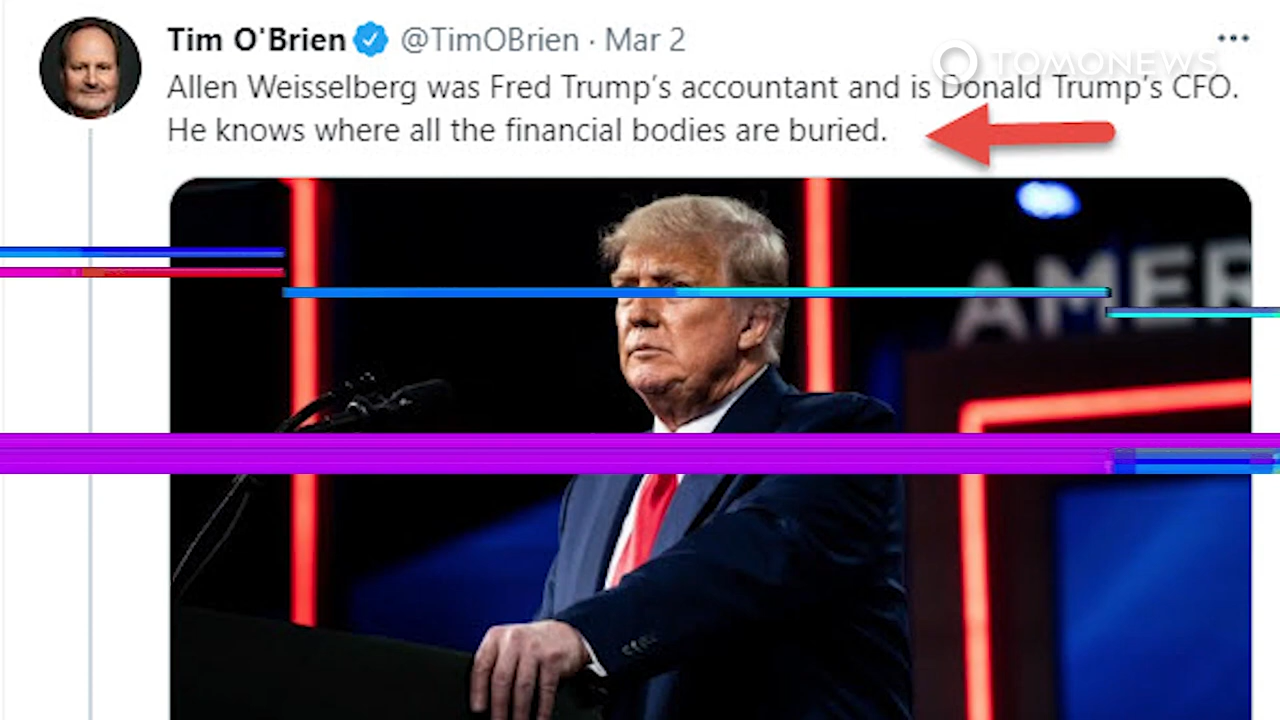 Tim O'Brien @TimOBrien · Mar 2
TOMONEWS
Allen Weisselberg was Fred Trump's accountant and is Donald Trump's CFO.
He knows where all the financial bodies are buried.
AMER